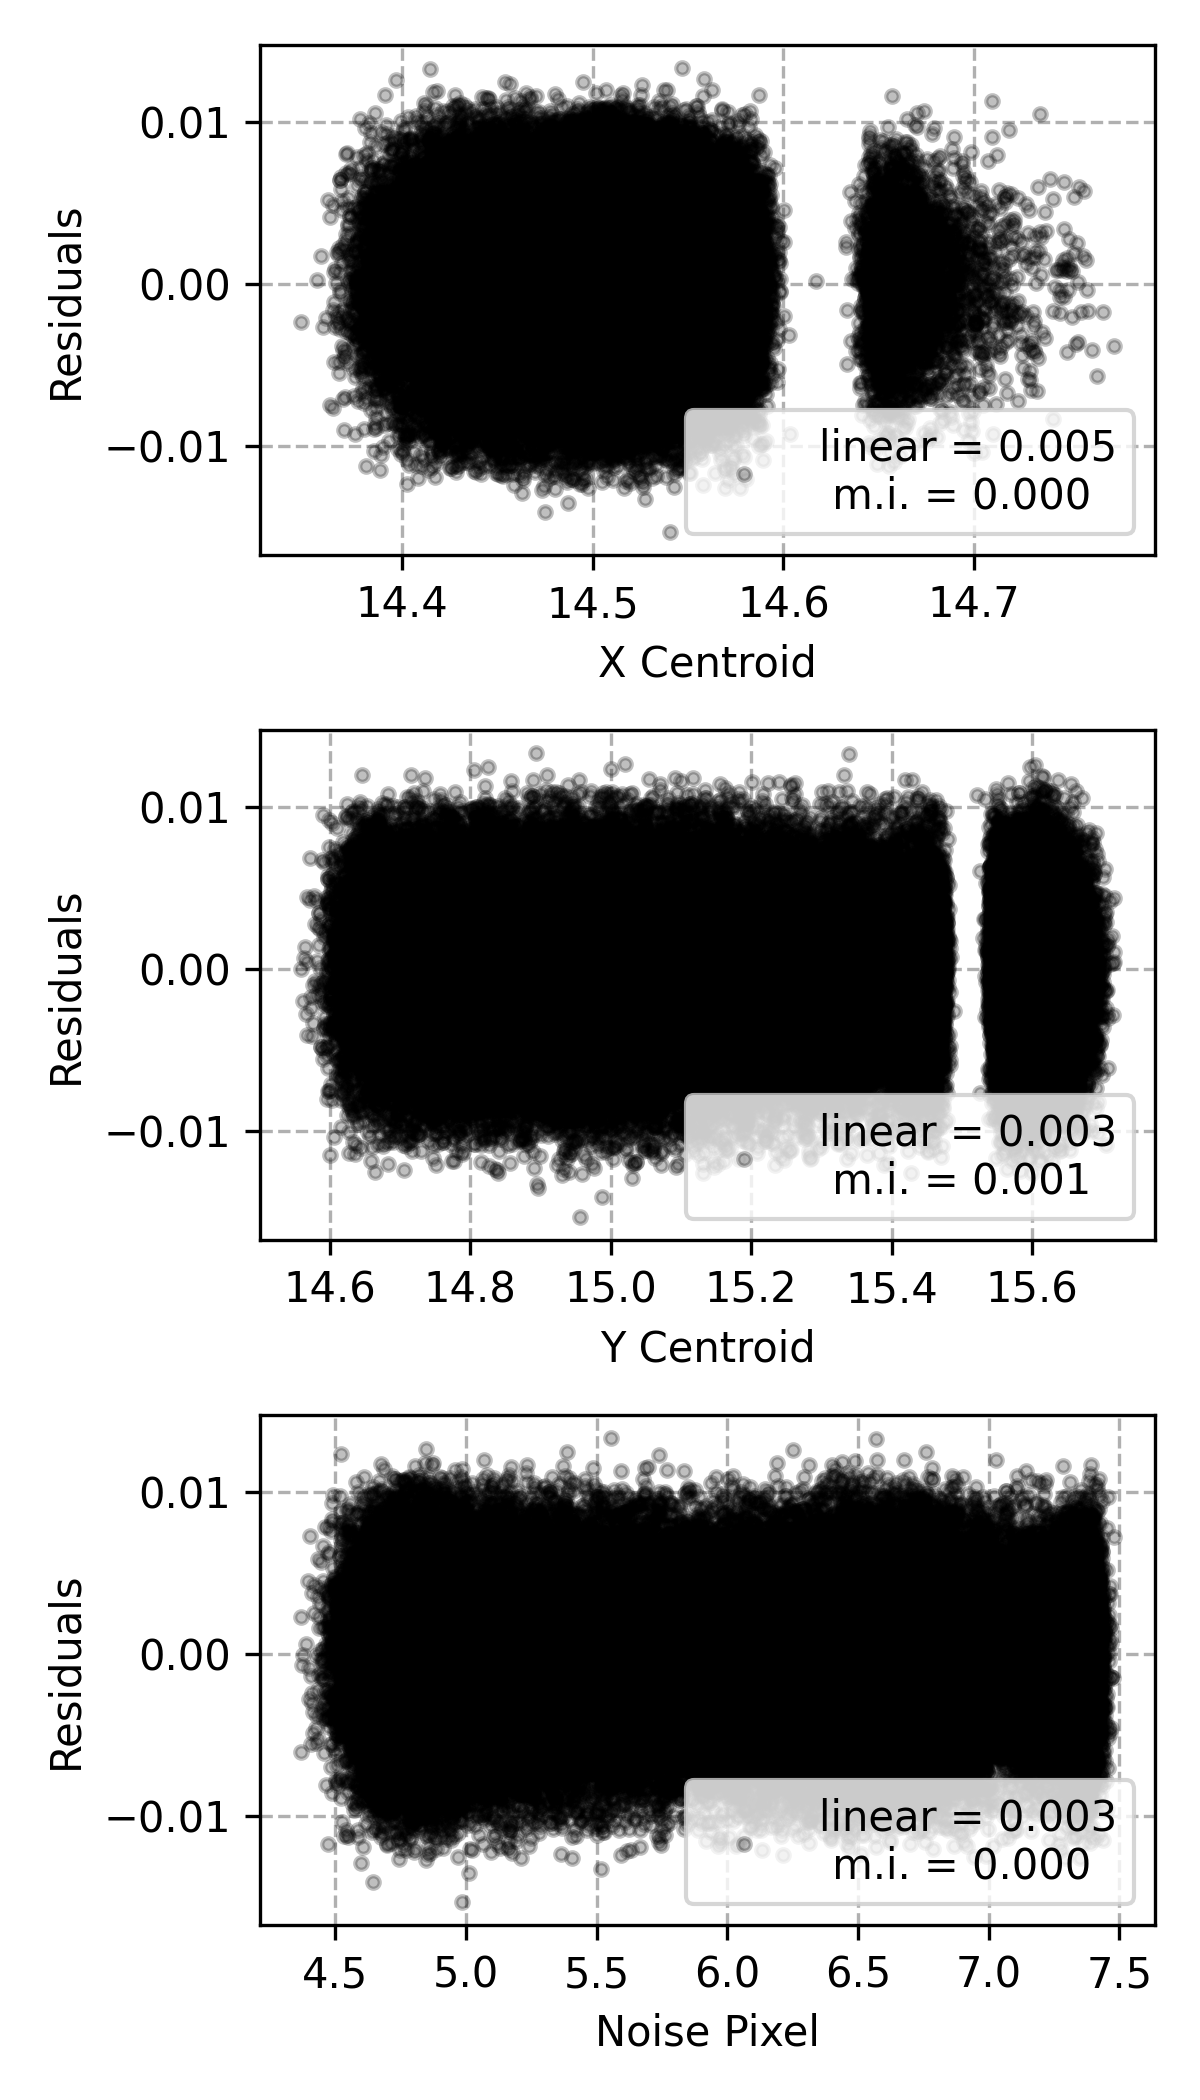 Residuals
0.01
0.00
−0.01
linear = 0.005
m.i. = 0.000
14.4 14.5 14.6 14.7
X Centroid
Residuals
0.01
0.00
−0.01
linear = 0.003
m.i. = 0.001
14.6 14.8 15.0 15.2 15.4 15.6
Y Centroid
Residuals
0.01
0.00
−0.01
linear = 0.003
m.i. = 0.000
4.5 5.0 5.5 6.0 6.5 7.0 7.5
Noise Pixel